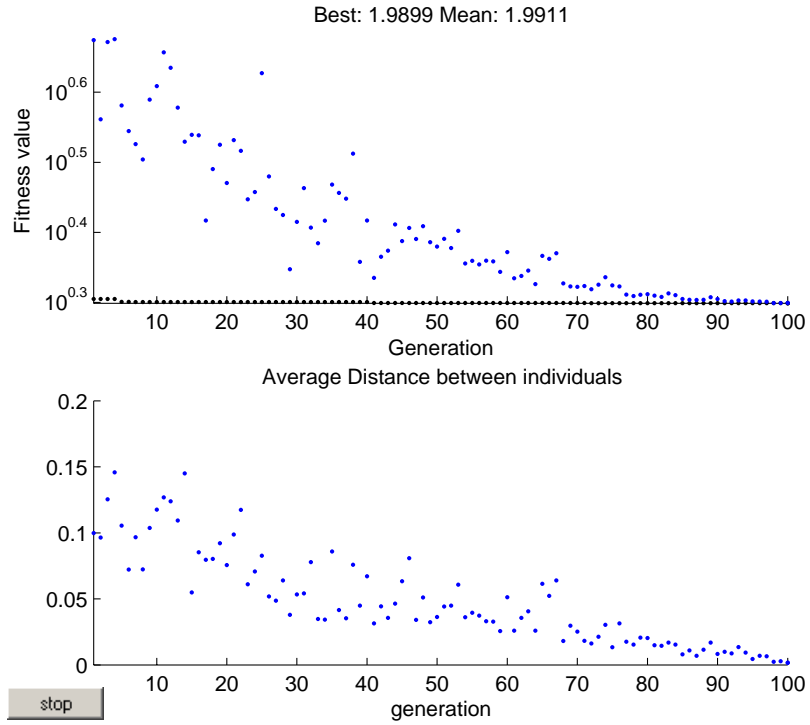 Best: 1.9899 Mean: 1.9911
Fitness value
10^0.6
10^0.5
10^0.4
10^0.3
10 20 30 40 50 60 70 80 90 100
Generation
Average Distance between individuals
0.2
0.15
0.1
0.05
0
10 20 30 40 50 60 70 80 90 100
generation
stop